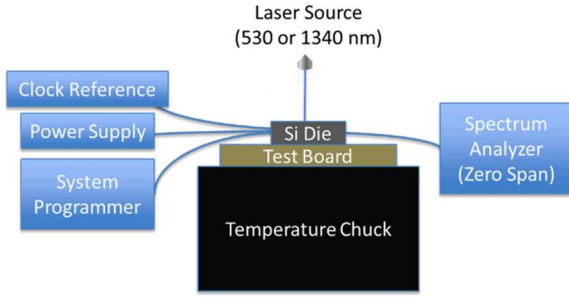 Laser Source
(530 or 1340 nm)
Clock Reference
Power Supply
System
Programmer
Si Die
Test Board
Temperature Chuck
Spectrum
Analyzer
(Zero Span)